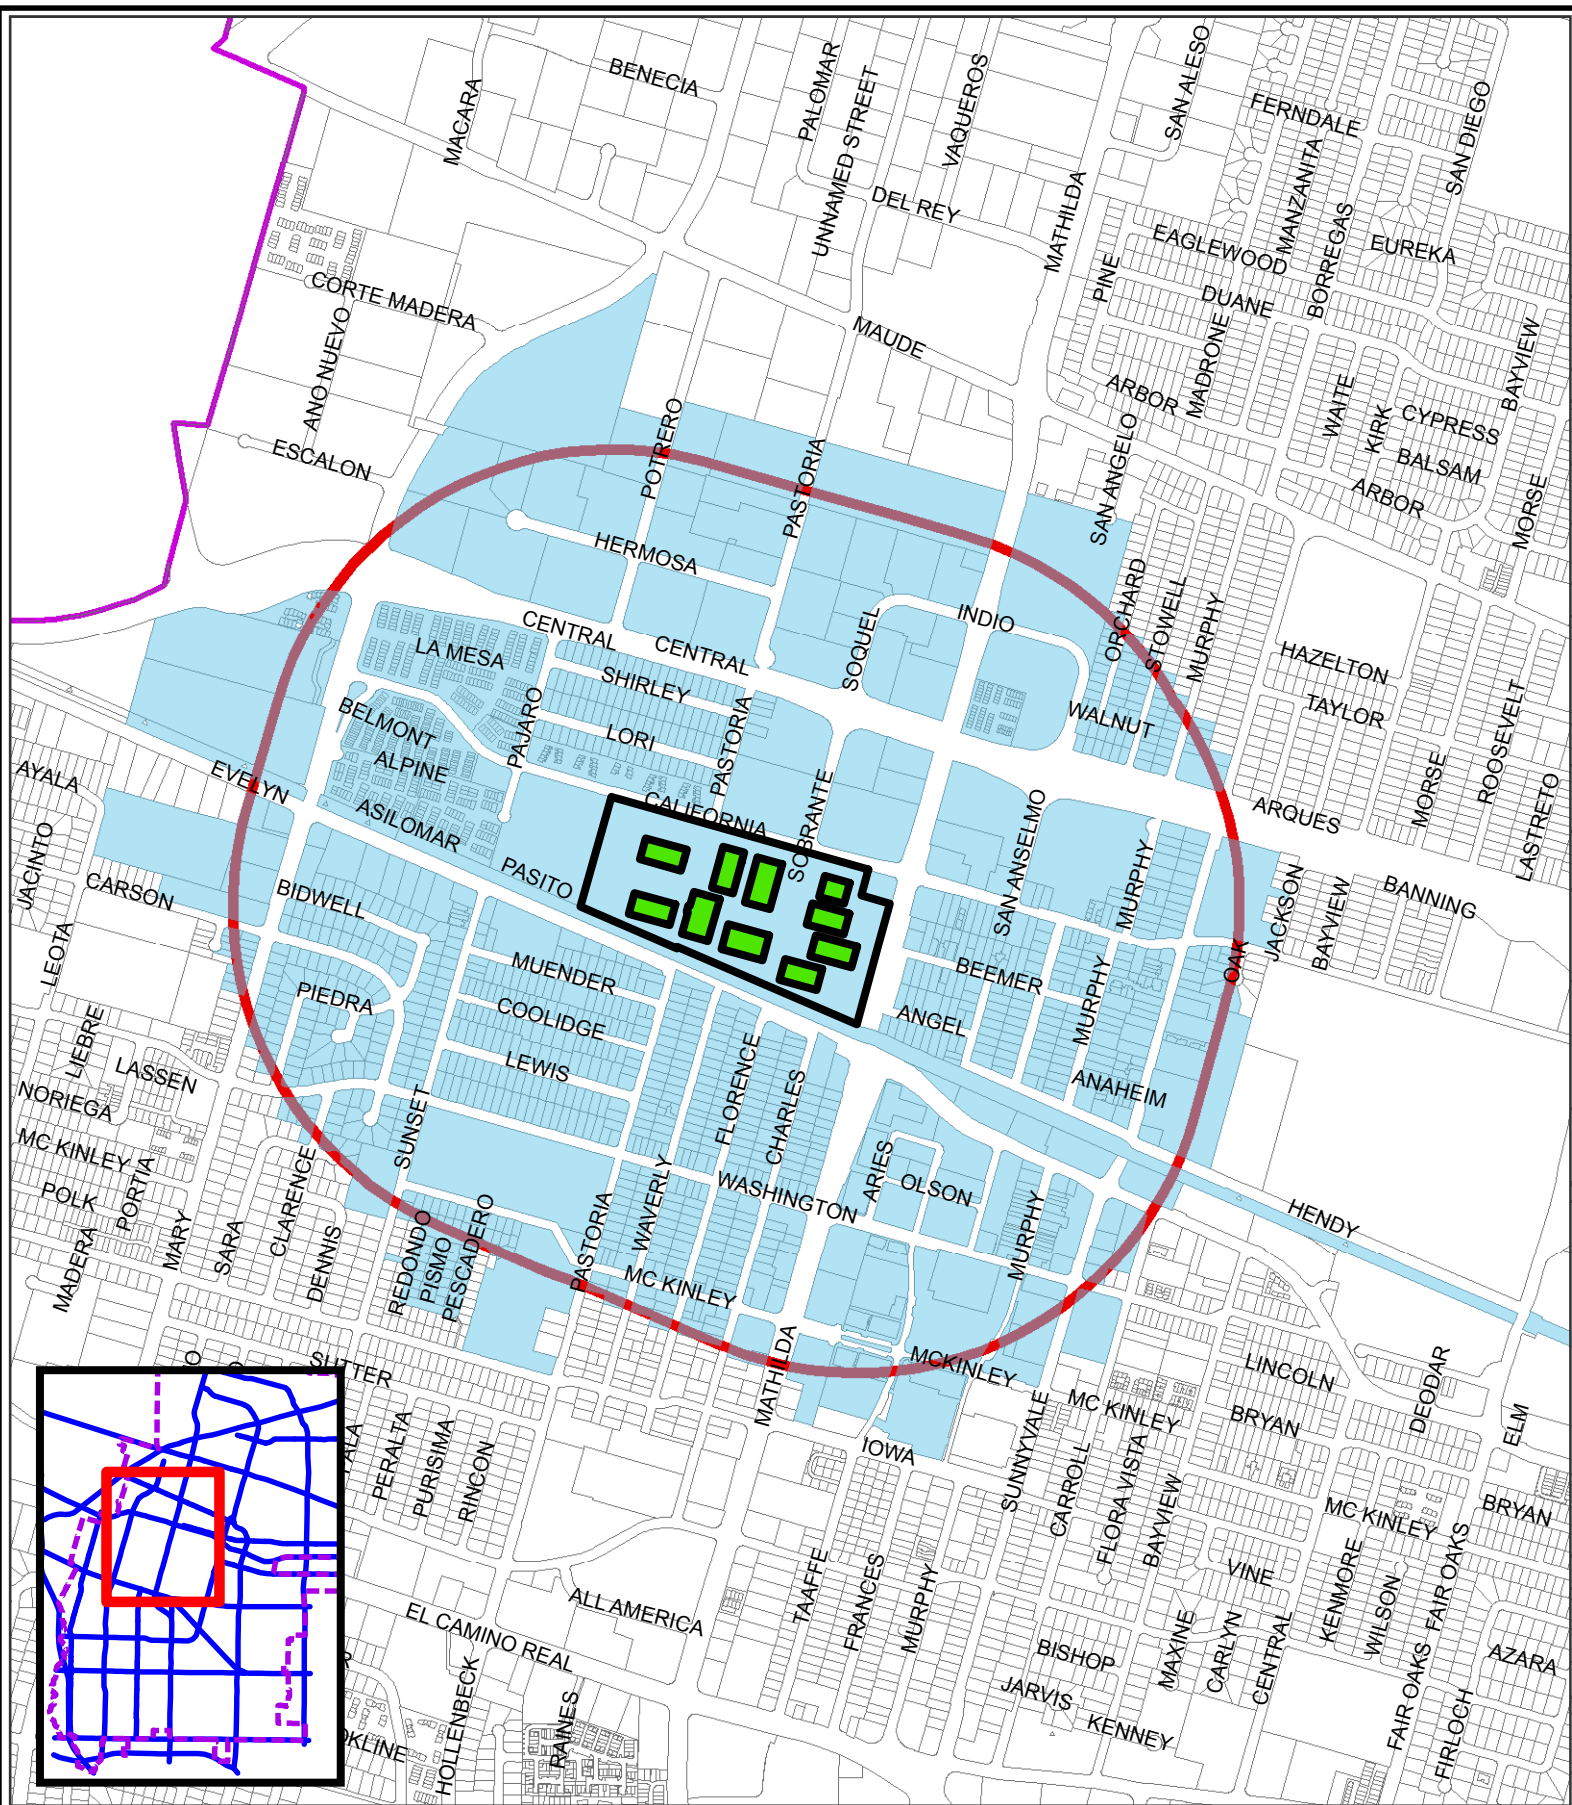 BENECIA
MACARA
PALOMAR
UNNAMED STREET
VAQUEROS
SAN ALESO
FERNDALE
SAN DIEGO
MANZANITA
DEL REY
MATHILDA
EAGLEWOOD
BORREGAS
EUREKA
PINE
DUANE
CORTE MADERA
ANO NUEVO
MAUDE
MADRONE
BAYVIEW
ARBOR
WAITE
KIRK
CYPRESS
BALSAM
ARBOR
MORSE
ESCALON
POTRERO
PASTORIA
SAN ANGELO
HERMOSA
ORCHARD
STOWELL
MURPHY
INDIO
SOQUEL
CENTRAL
CENTRAL
LA MESA
SHIRLEY
HAZELTON
TAYLOR
ROOSEVELT
WALNUT
BELMONT
PAJARO
LORI
PASTORIA
ALPINE
AYALA
EVELYN
ASILOMAR
CALIFORNIA
SOBRANTE
SAN ANSELMO
ARQUES
MORSE
LASTRETO
JACINTO
CARSON
BIDWELL
PASITO
MURPHY
JACKSON
BAYVIEW
BANNING
LEOTA
PIEDRA
MUENDER
COOLIDGE
LEWIS
BEEMER
ANGEL
MURPHY
OAK
LIEBRE
LASSEN
NORIEGA
SUNSET
FLORENCE
CHARLES
ANAHEIM
MC KINLEY
PORTIA
POLK
MARY
SARA
CLARENCE
DENNIS
MADERA
REDONDO
PISMO
PESCADERO
PASTORIA
WAVERLY
WASHINGTON
ARIES
OLSON
MURPHY
HENDY
MC KINLEY
MATHILDA
MCKINLEY
SUTTER
LINCOLN
DEODAR
ELM
MC KINLEY
BRYAN
IOWA
SUNNYVALE
CARROLL
FLORA VISTA
BAYVIEW
PERALTA
PURISIMA
RINCON
MC KINLEY
BRYAN
VINE
KENMORE
WILSON
FAIR OAKS
TAAFFE
FRANCES
MURPHY
ALL AMERICA
EL CAMINO REAL
BISHOP
MAXINE
CARLYN
CENTRAL
AZARA
JARVIS
KENNEY
FAIR OAKS
FIRLOCH
HOLLENBECK
RAINES
OKLINE